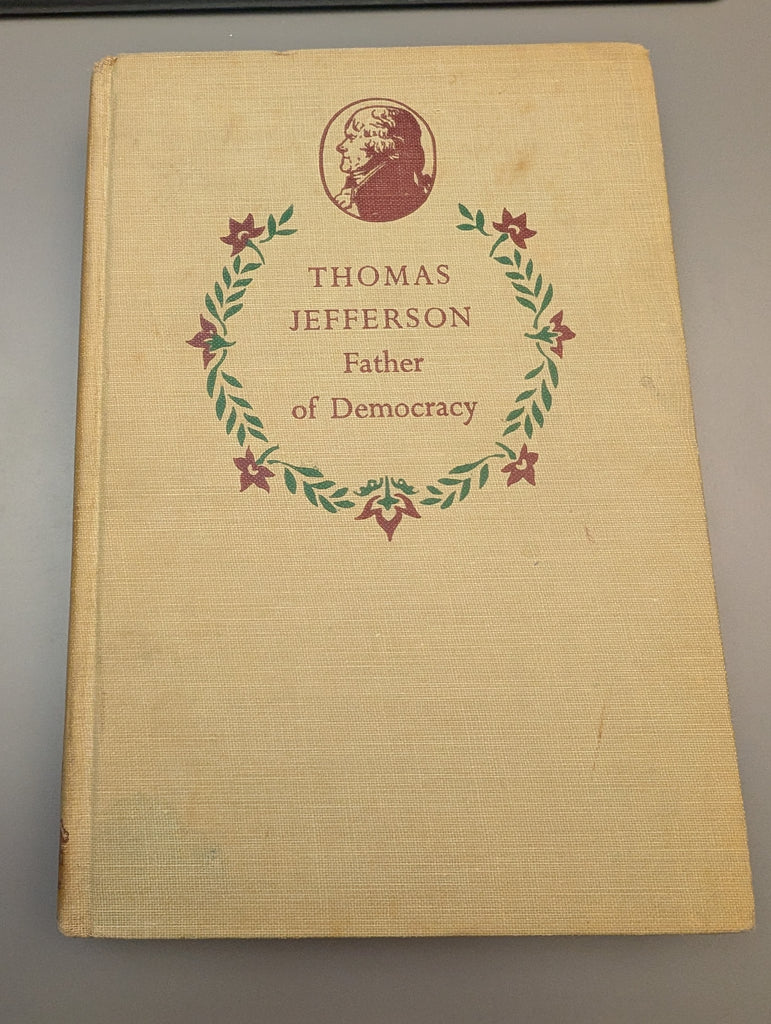 THOMAS
JEFFERSON
Father
of Democracy